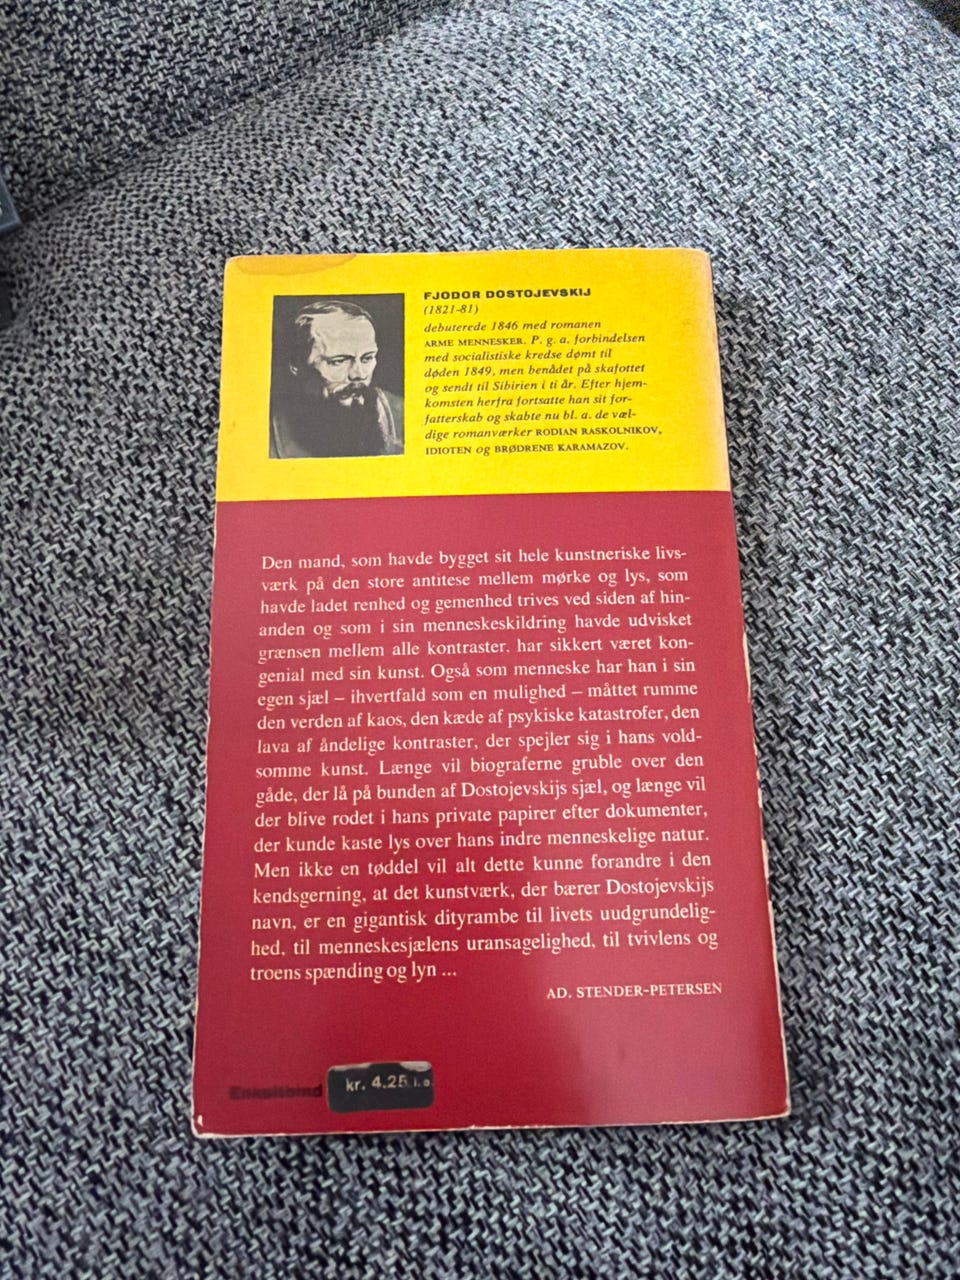 FJODOR DOSTOJEVSKIJ
(1821-81)
debuterede 1846 med romanen
ARME MENNESKER. P. g. a. forbindelsen
med socialistiske kredse dømt til
døden 1849, men benådet på skafottet
og sendt til Sibirien i ti år. Efter hjem-
komsten herfra fortsatte han sit for-
fatterskab og skabte nu bl. a. de væl-
dige romanværker RODIAN RASKOLNIKOV,
IDIOTEN og BRØDRENE KARAMAZOV.
Den mand, som havde bygget sit hele kunstneriske livs-
værk på den store antitese mellem mørke og lys, som
havde ladet renhed og gemenhed trives ved siden af hin-
anden og som i sin menneskeskildring havde udvisket
grænsen mellem alle kontraster, har sikkert været kon-
genial med sin kunst. Også som menneske har han i sin
egen sjæl – ihvertfald som en mulighed – måttet rumme
den verden af kaos, den kæde af psykiske katastrofer, den
lava af åndelige kontraster, der spejler sig i hans vold-
somme kunst. Længe vil biograferne gruble over den
gåde, der lå på bunden af Dostojevskijs sjæl, og længe vil
der blive rodet i hans private papirer efter dokumenter,
der kunde kaste lys over hans indre menneskelige natur.
Men ikke en tøddel vil alt dette kunne forandre i den
kendsgerning, at det kunstværk, der bærer Dostojevskijs
navn, er en gigantisk dityrambe til livets uudgrundelig-
hed, til menneskesjælens uransagelighed, til tvivlens og
troens spænding og lyn ...
AD. STENDER-PETERSEN
Enkeltbind kr. 4.25